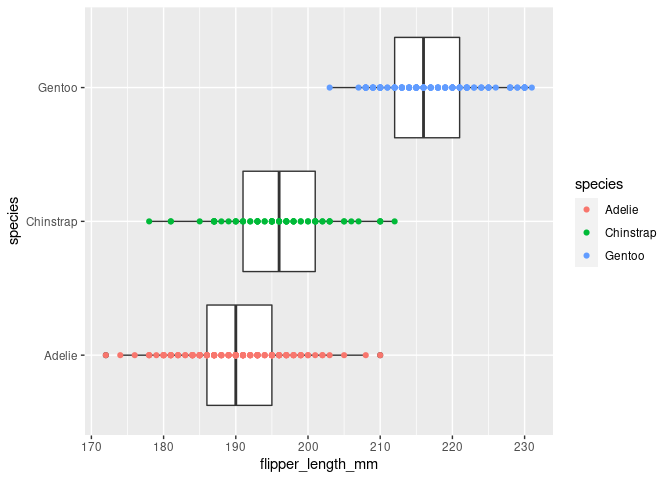 Gentoo
Chinstrap
Adelie
species
170 180 190 200 210 220 230
flipper_length_mm
species
Adelie
Chinstrap
Gentoo